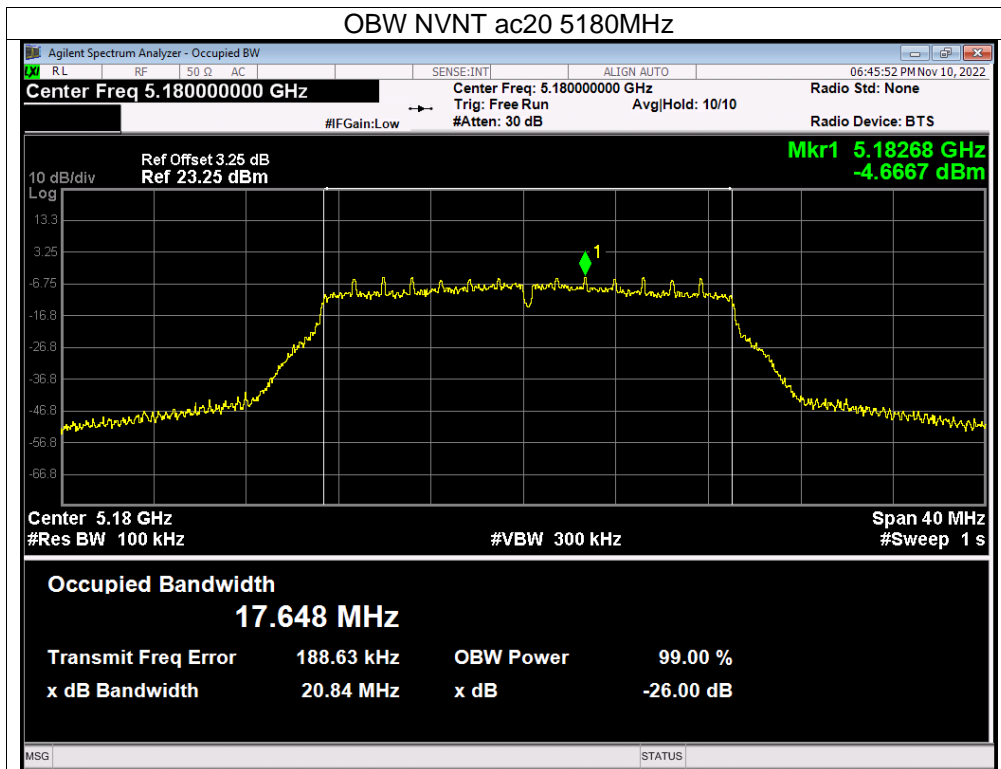 OBW NVNT ac20 5180MHz
Agilent Spectrum Analyzer - Occupied BW
LXI RL RF 50 Ω AC SENSE:INT ALIGN AUTO 06:45:52 PM Nov 10, 2022
Center Freq 5.180000000 GHz Center Freq: 5.180000000 GHz Radio Std: None
Trig: Free Run Avg|Hold: 10/10
#IFGain:Low #Atten: 30 dB Radio Device: BTS
Mkr1 5.18268 GHz
-4.6667 dBm
Ref Offset 3.25 dB
10 dB/div Ref 23.25 dBm
Log
13.3
3.25
1
-6.75
-16.8
-26.8
-36.8
-46.8
-56.8
-66.8
Center 5.18 GHz Span 40 MHz
#Res BW 100 kHz #VBW 300 kHz #Sweep 1 s
Occupied Bandwidth
17.648 MHz
Transmit Freq Error 188.63 kHz OBW Power 99.00 %
x dB Bandwidth 20.84 MHz x dB -26.00 dB
MSG STATUS